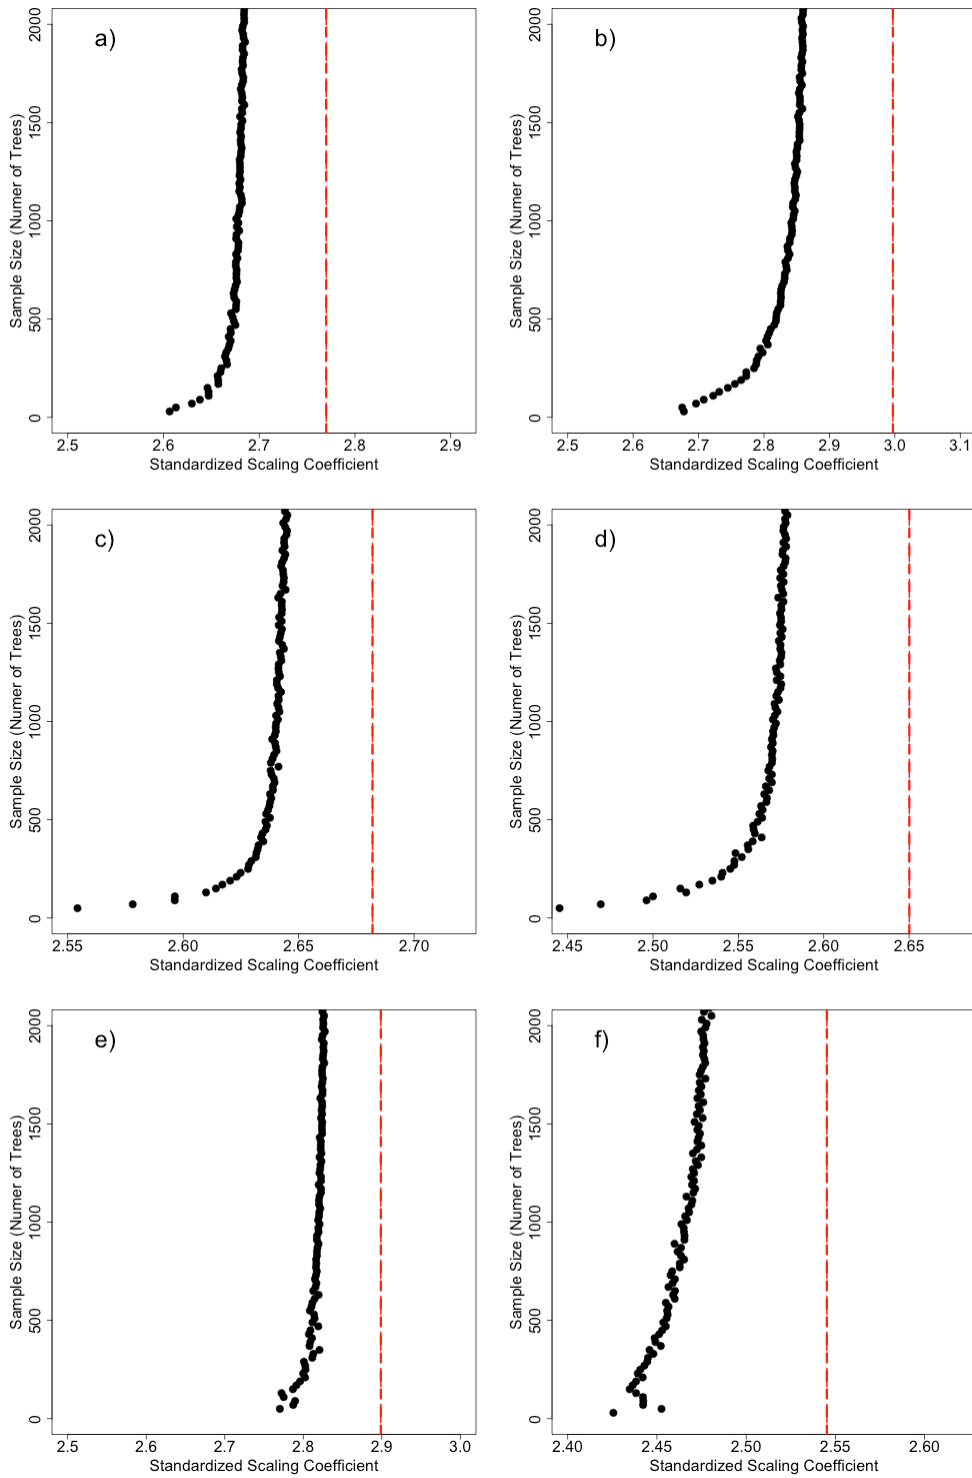 a)
2000
1500
1000
500
0
Sample Size (Numer of Trees)
2.5 2.6 2.7 2.8 2.9
Standardized Scaling Coefficient
b)
2000
1500
1000
500
0
Sample Size (Numer of Trees)
2.5 2.6 2.7 2.8 2.9 3.0 3.1
Standardized Scaling Coefficient
c)
2000
1500
1000
500
0
Sample Size (Numer of Trees)
2.55 2.60 2.65 2.70
Standardized Scaling Coefficient
d)
2000
1500
1000
500
0
Sample Size (Numer of Trees)
2.45 2.50 2.55 2.60 2.65
Standardized Scaling Coefficient
e)
2000
1500
1000
500
0
Sample Size (Numer of Trees)
2.5 2.6 2.7 2.8 2.9 3.0
Standardized Scaling Coefficient
f)
2000
1500
1000
500
0
Sample Size (Numer of Trees)
2.40 2.45 2.50 2.55 2.60
Standardized Scaling Coefficient